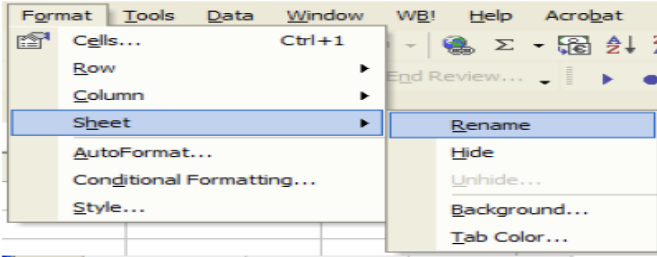 Format Tools Data Window WB! Help Acrobat
Cells... Ctrl+1
Row
End Review...
Column
Sheet
Rename
AutoFormat...
Hide
Conditional Formatting...
Unhide...
Style...
Background...
Tab Color...